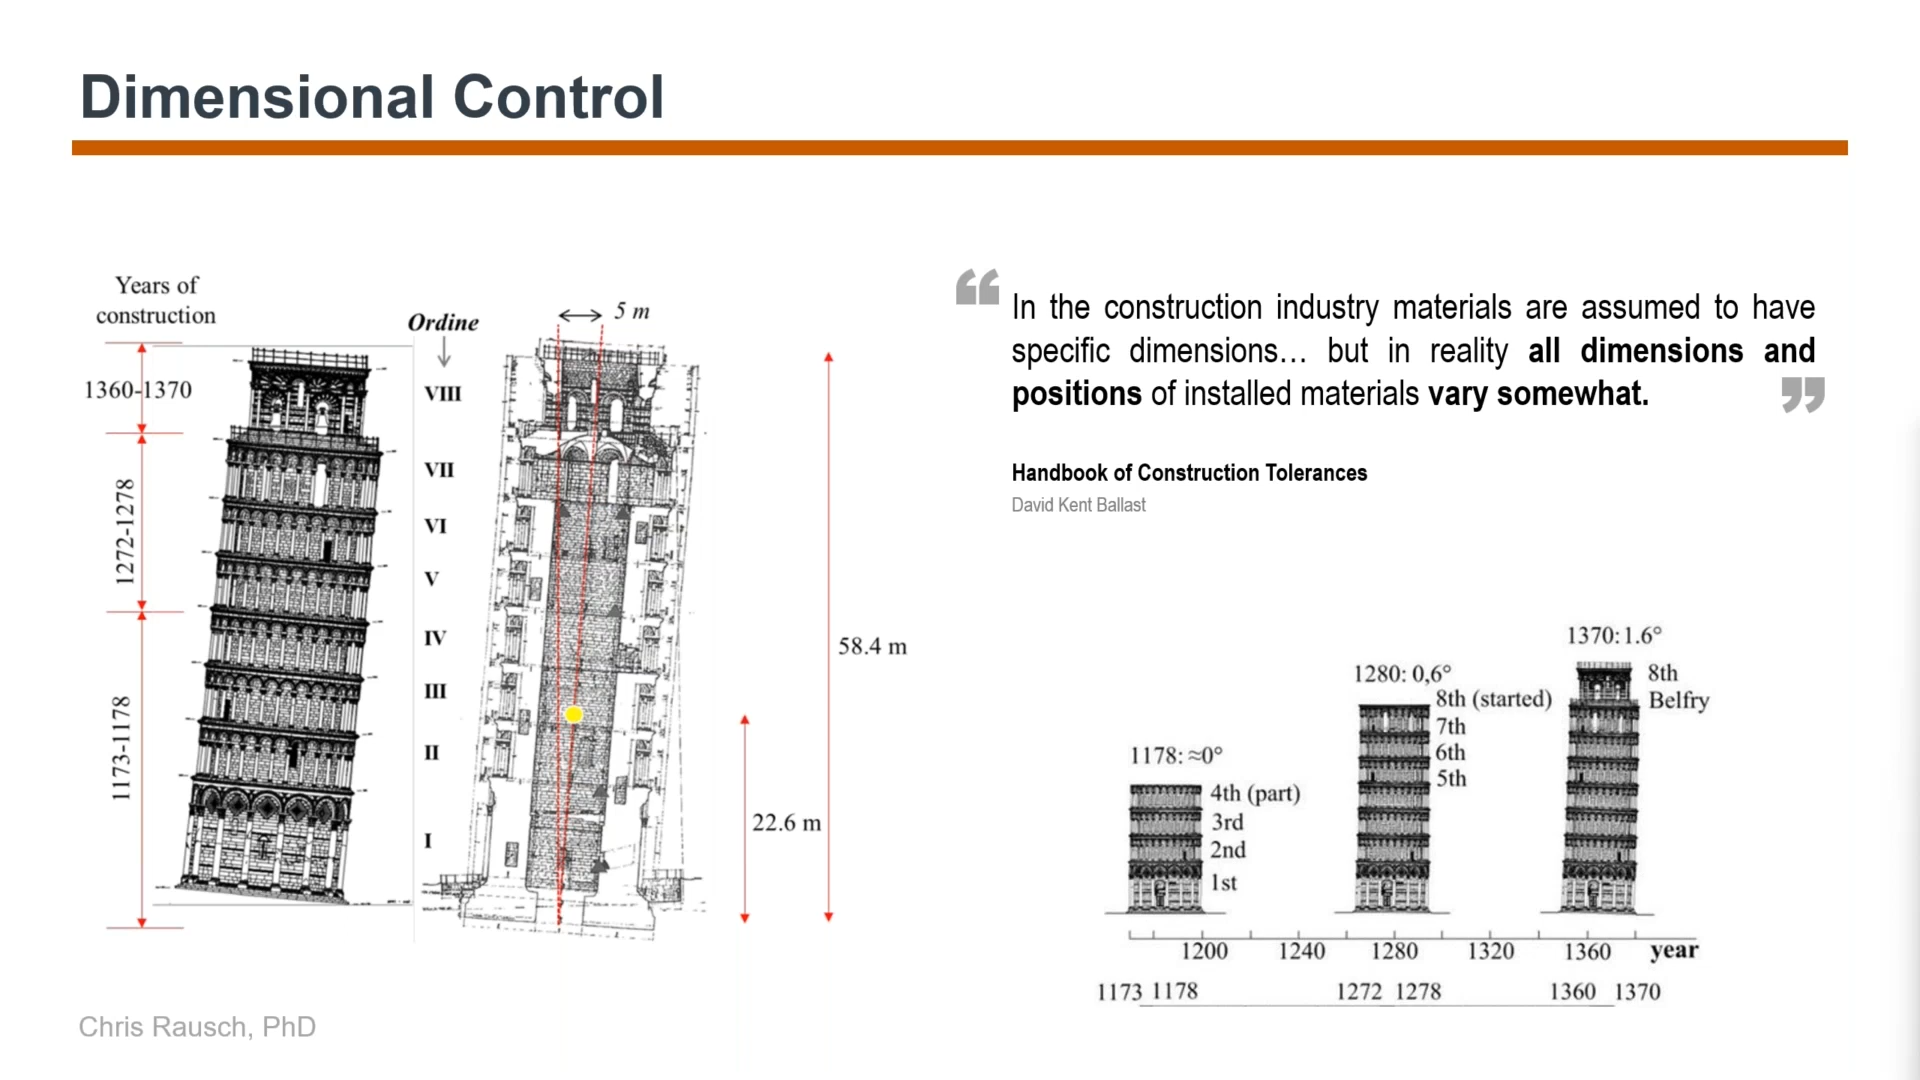 Dimensional Control
Years of
construction
1360-1370
1272-1278
1173-1178
Ordine
VIII
VII
VI
V
IV
III
II
I
5 m
58.4 m
22.6 m
“
In the construction industry materials are assumed to have
specific dimensions… but in reality all dimensions and
positions of installed materials vary somewhat.
”
Handbook of Construction Tolerances
David Kent Ballast
1178: ≈0°
4th (part)
3rd
2nd
1st
1280: 0,6°
8th (started)
7th
6th
5th
1370: 1.6°
8th
Belfry
1200 1240 1280 1320 1360 year
1173 1178 1272 1278 1360 1370
Chris Rausch, PhD